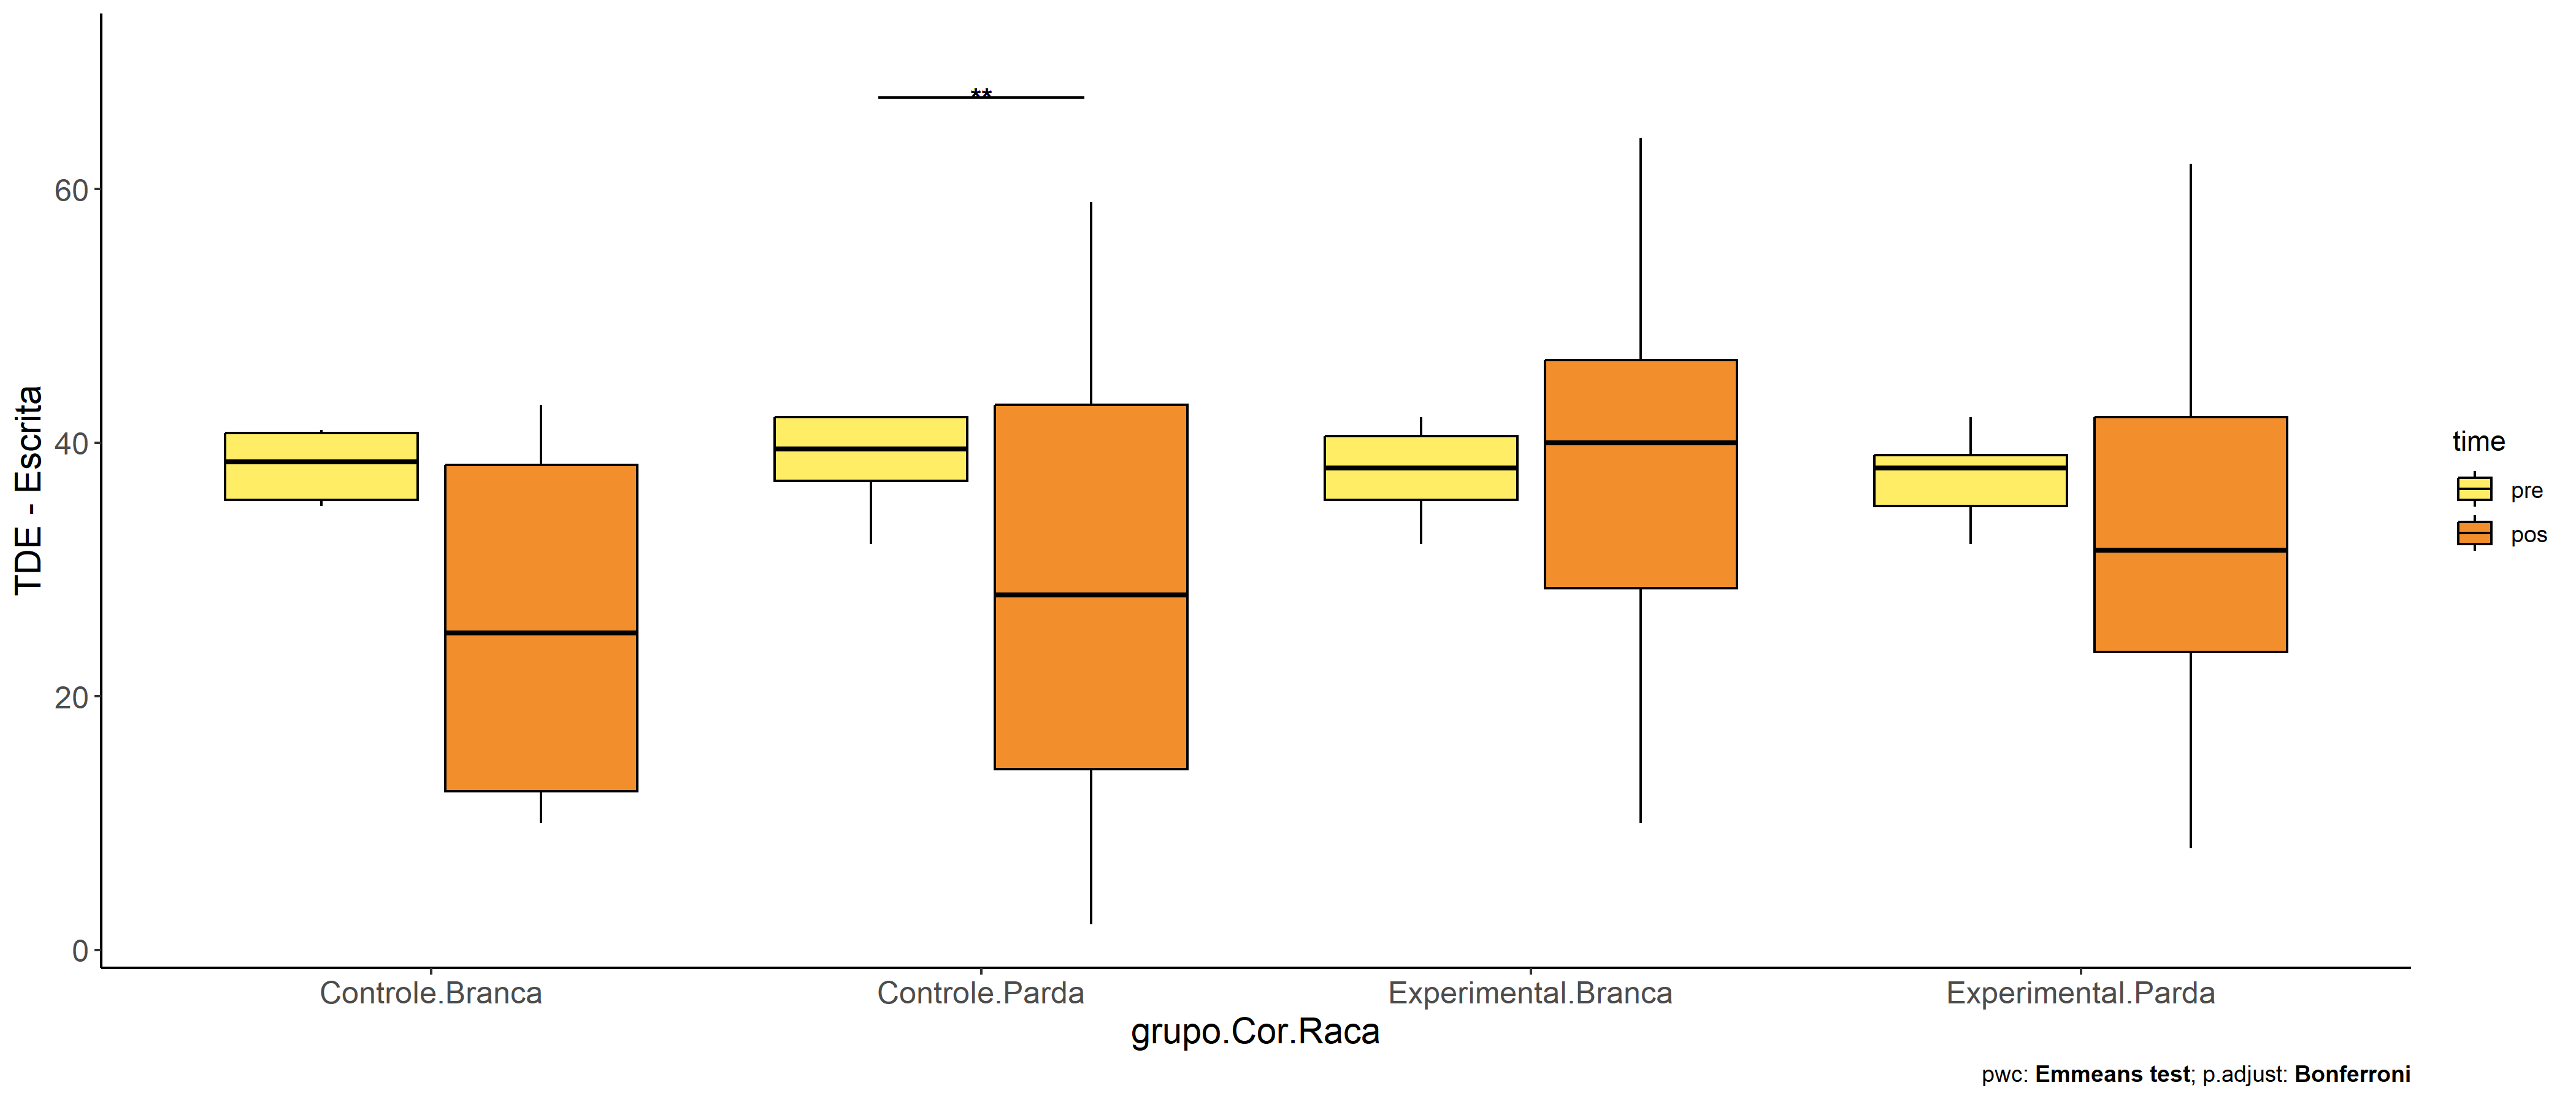 **
TDE - Escrita
60
40
20
0
Controle.Branca
Controle.Parda
Experimental.Branca
Experimental.Parda
grupo.Cor.Raca
time
pre
pos
pwc: Emmeans test; p.adjust: Bonferroni